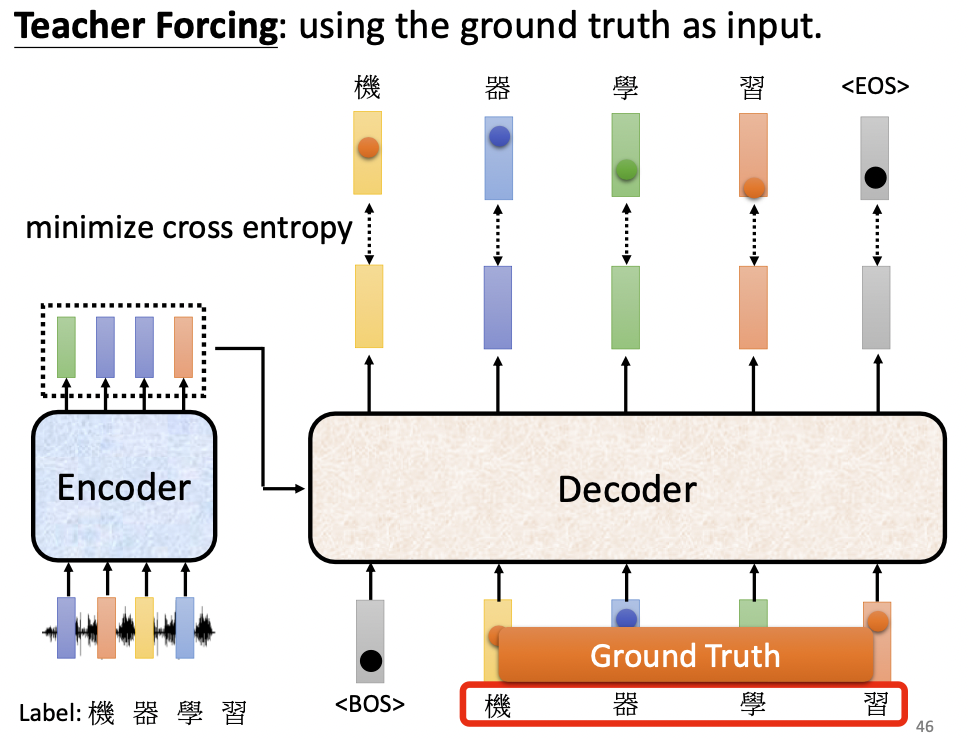 Teacher Forcing: using the ground truth as input.
機 器 學 習 <EOS>
minimize cross entropy
Encoder
Decoder
Ground Truth
<BOS> 機 器 學 習
Label: 機 器 學 習
46